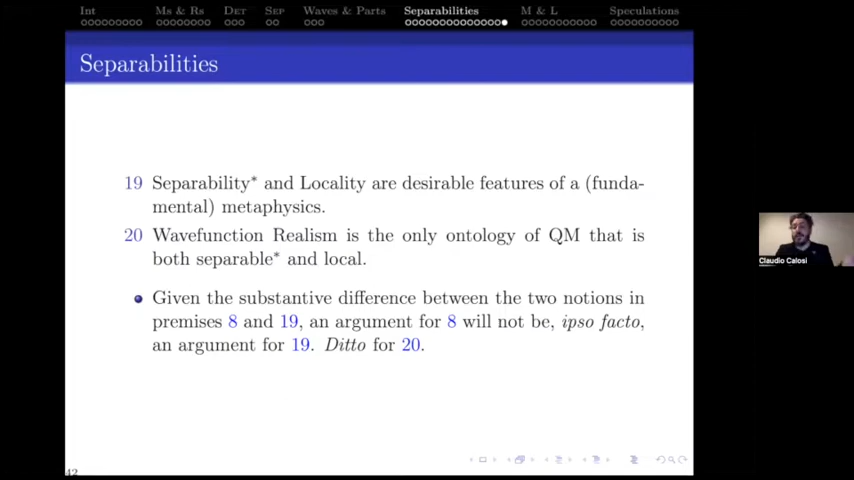 Int Ms & Rs Det Sep Waves & Parts Separabilities M & L Speculations
Separabilities
19 Separability* and Locality are desirable features of a (funda-
mental) metaphysics.
20 Wavefunction Realism is the only ontology of QM that is
both separable* and local.
Given the substantive difference between the two notions in
premises 8 and 19, an argument for 8 will not be, ipso facto,
an argument for 19. Ditto for 20.
Claudio Calosi
42